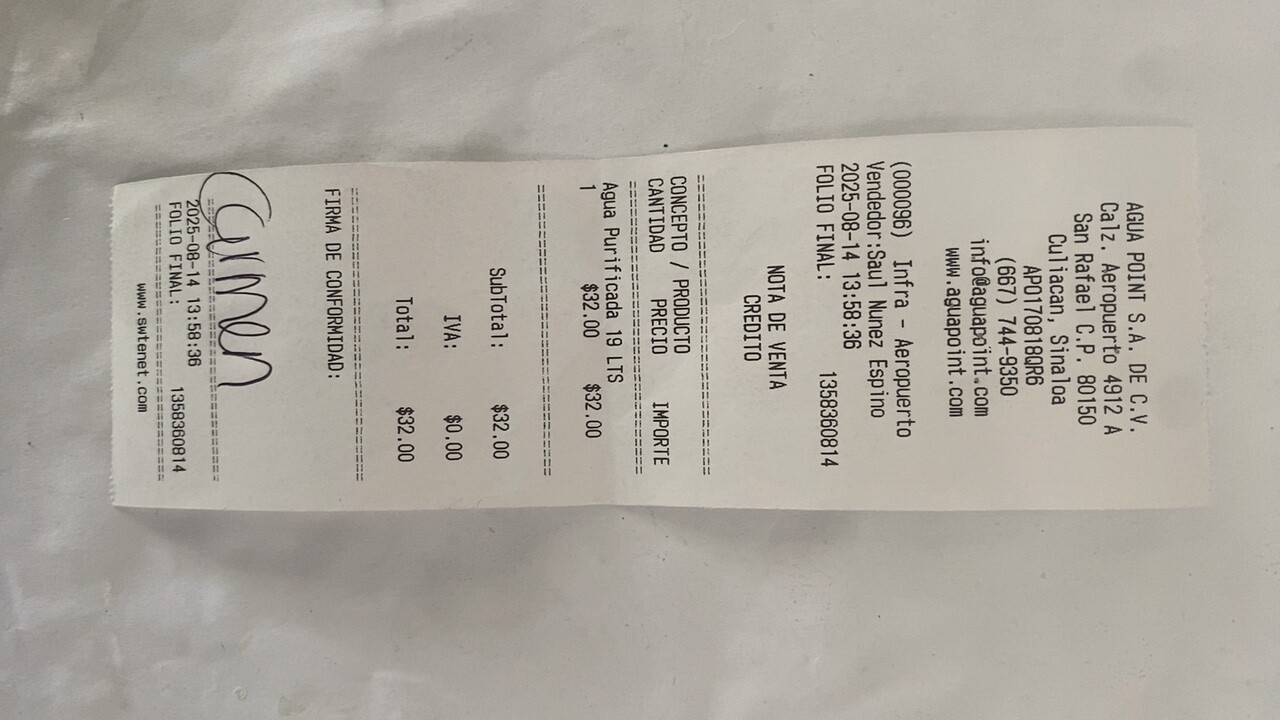 AGUA POINT S.A. DE C.V.
Calz. Aeropuerto 4912 A
San Rafael C.P. 80150
Culiacan, Sinaloa
APO170818QR6
(667) 744-9350
info@aguapoint.com
www.aguapoint.com
(000096) Infra - Aeropuerto
Vendedor:Saul Nunez Espino
2025-08-14 13:58:36
FOLIO FINAL: 1358360814
NOTA DE VENTA
CREDITO
CONCEPTO / PRODUCTO
CANTIDAD PRECIO IMPORTE
Agua Purificada 19 LTS
1 $32.00 $32.00
SubTotal: $32.00
IVA: $0.00
Total: $32.00
FIRMA DE CONFORMIDAD:
Carmen
2025-08-14 13:58:36
FOLIO FINAL: 1358360814
www.swtenet.com